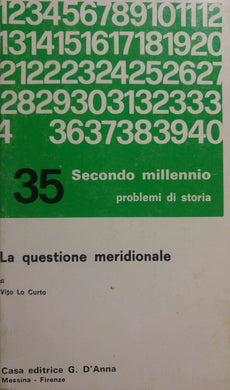 123456789101112
1314151617181920
21222324252627
28293031323333
4 3637383940
35 Secondo millennio
problemi di storia
La questione meridionale
di
Vito Lo Curto
Casa editrice G. D'Anna
Messina - Firenze